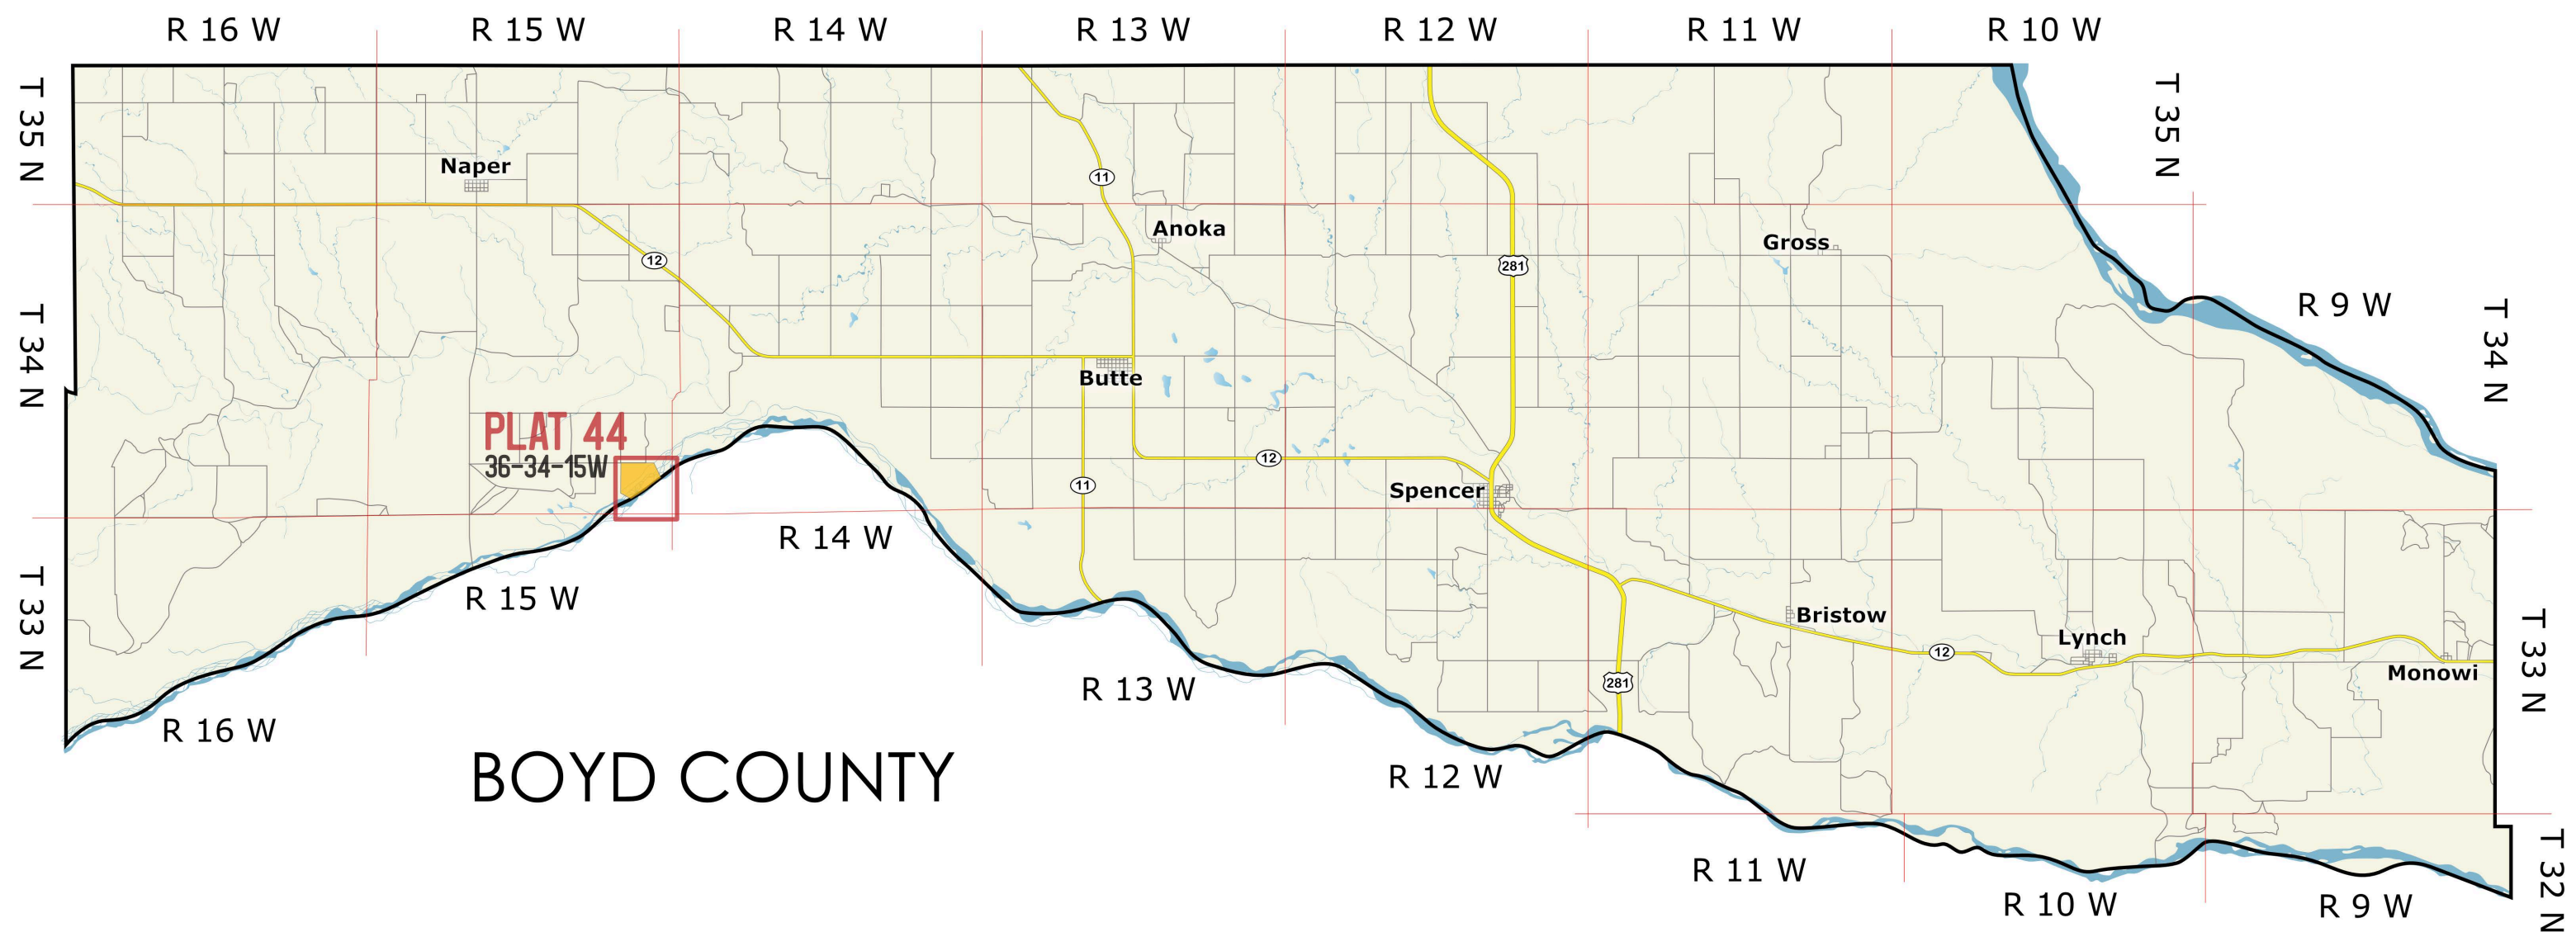 R 16 W
R 15 W
R 14 W
R 13 W
R 12 W
R 11 W
R 10 W
T 35 N
T 35 N
Naper
11
Anoka
Gross
12
281
R 9 W
T 34 N
T 34 N
Butte
PLAT 44
36-34-15W
12
11
Spencer
R 14 W
R 15 W
T 33 N
T 33 N
Bristow
Lynch
12
Monowi
281
R 13 W
R 16 W
BOYD COUNTY
R 12 W
R 11 W
T 32 N
R 10 W
R 9 W